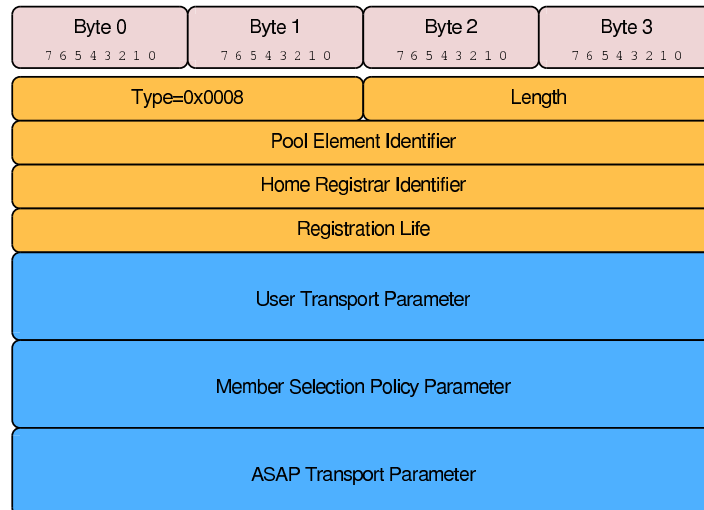 Byte 0 Byte 1 Byte 2 Byte 3
7 6 5 4 3 2 1 0 7 6 5 4 3 2 1 0 7 6 5 4 3 2 1 0 7 6 5 4 3 2 1 0
Type=0x0008 Length
Pool Element Identifier
Home Registrar Identifier
Registration Life
User Transport Parameter
Member Selection Policy Parameter
ASAP Transport Parameter